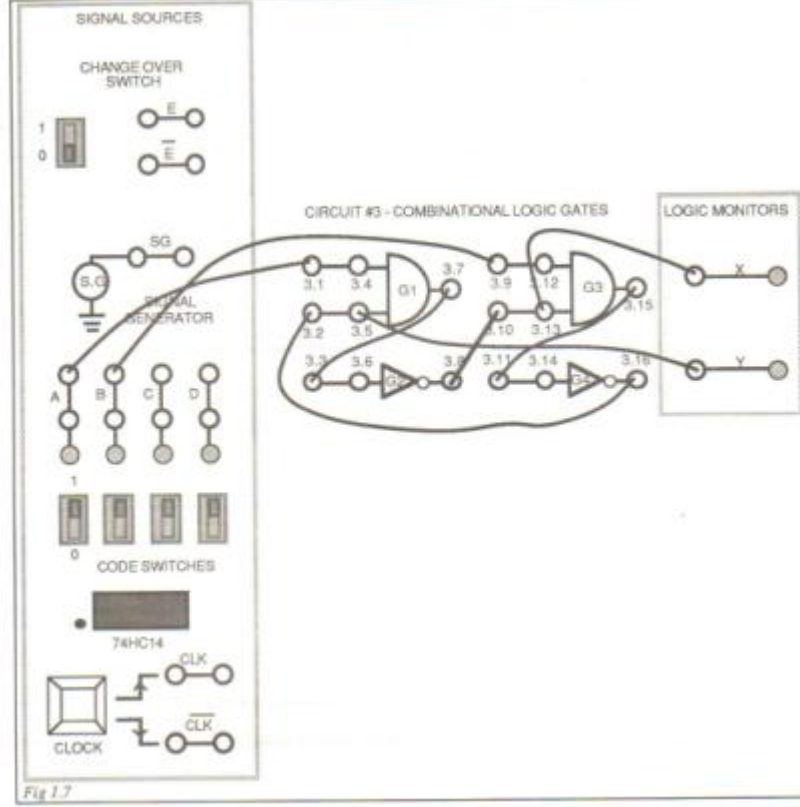 SIGNAL SOURCES
CHANGE OVER
SWITCH
1
0
E
E
SG
S.G
SIGNAL
GENERATOR
A
B
C
D
1
0
CODE SWITCHES
74HC14
CLK
CLK
CLOCK
CIRCUIT #3 - COMBINATIONAL LOGIC GATES
3.1
3.4
G1
3.7
3.9
3.12
G3
3.15
3.2
3.5
3.10
3.13
3.3
3.6
G2
3.8
3.11
3.14
G4
3.16
LOGIC MONITORS
X
Y
Fig 1.7